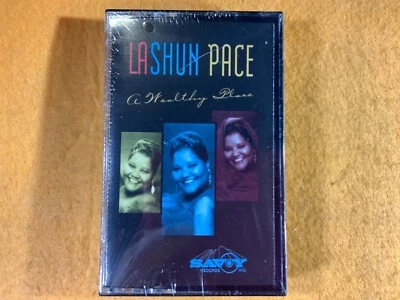 LASHUN PACE
A Wealthy Place
SAVOY
RECORDS INC.